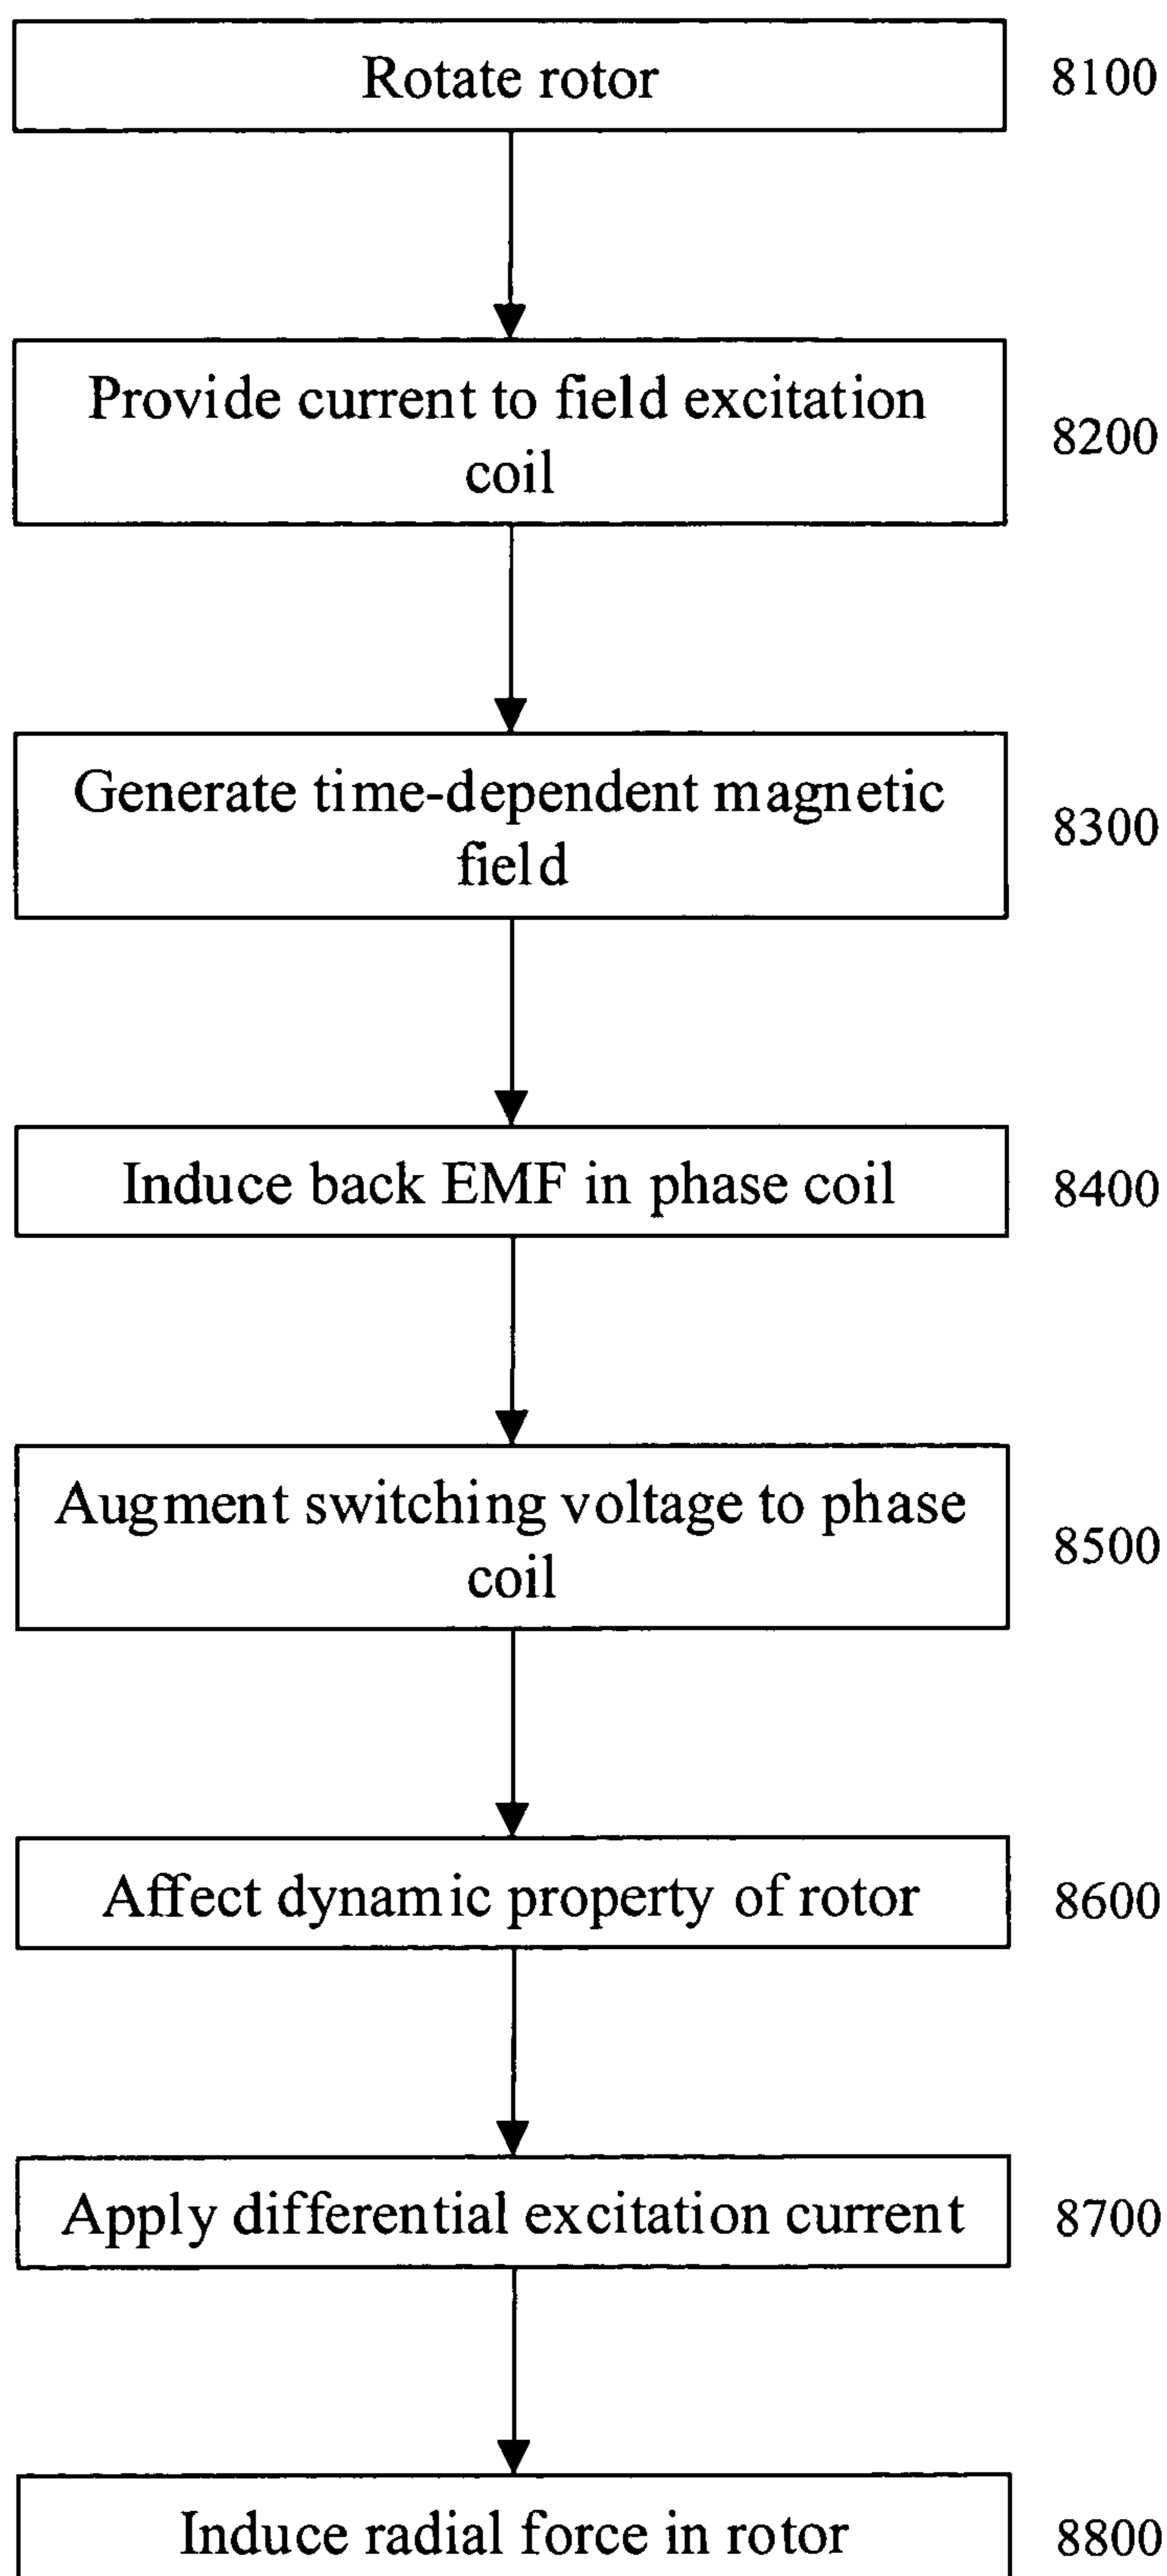 Rotate rotor
8100
Provide current to field excitation
coil
8200
Generate time-dependent magnetic
field
8300
Induce back EMF in phase coil
8400
Augment switching voltage to phase
coil
8500
Affect dynamic property of rotor
8600
Apply differential excitation current
8700
Induce radial force in rotor
8800